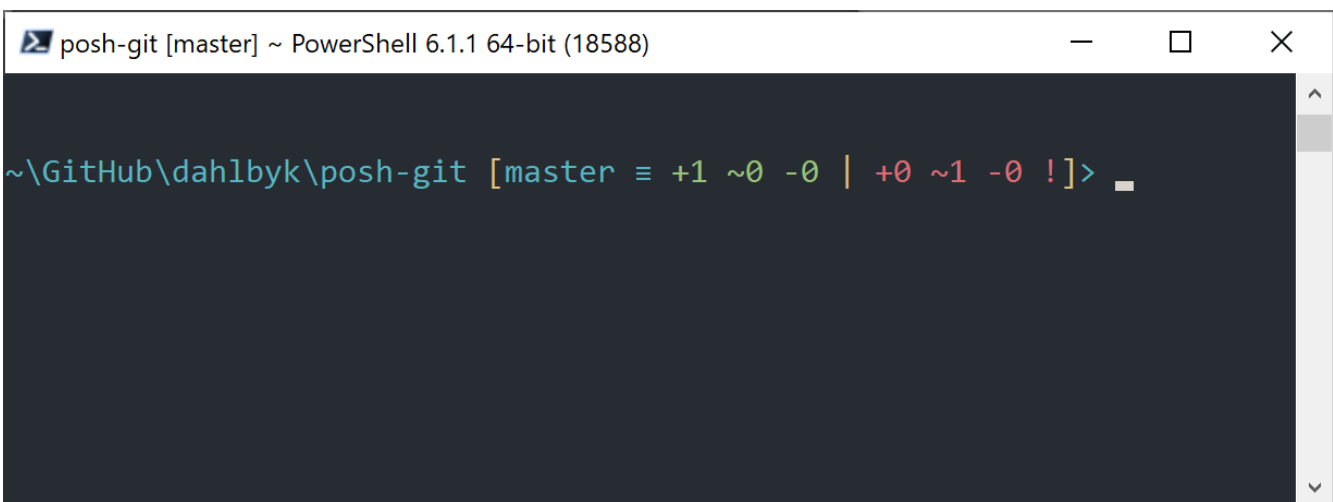 posh-git [master] ~ PowerShell 6.1.1 64-bit (18588)
~\GitHub\dahlbyk\posh-git [master ≡ +1 ~0 -0 | +0 ~1 -0 !]>